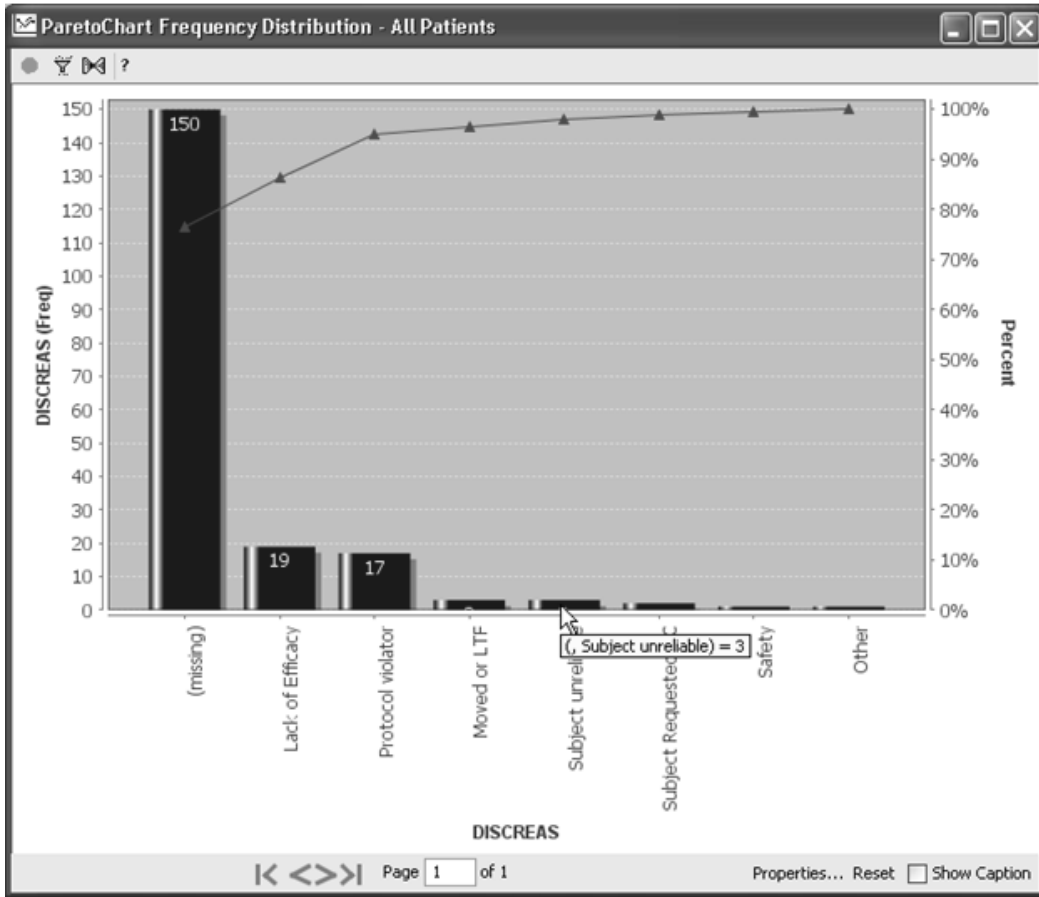 ParetoChart Frequency Distribution - All Patients
?
150
140
130
120
110
100
90
80
70
60
50
40
30
20
10
0
DISCREAS (Freq)
150
19
17
100%
90%
80%
70%
60%
50%
40%
30%
20%
10%
0%
Percent
(missing)
Lack of Efficacy
Protocol violator
Moved or LTF
Subject
Subject Requested
Safety
Other
(, Subject unreliable) = 3
DISCREAS
Page 1 of 1
Properties... Reset Show Caption